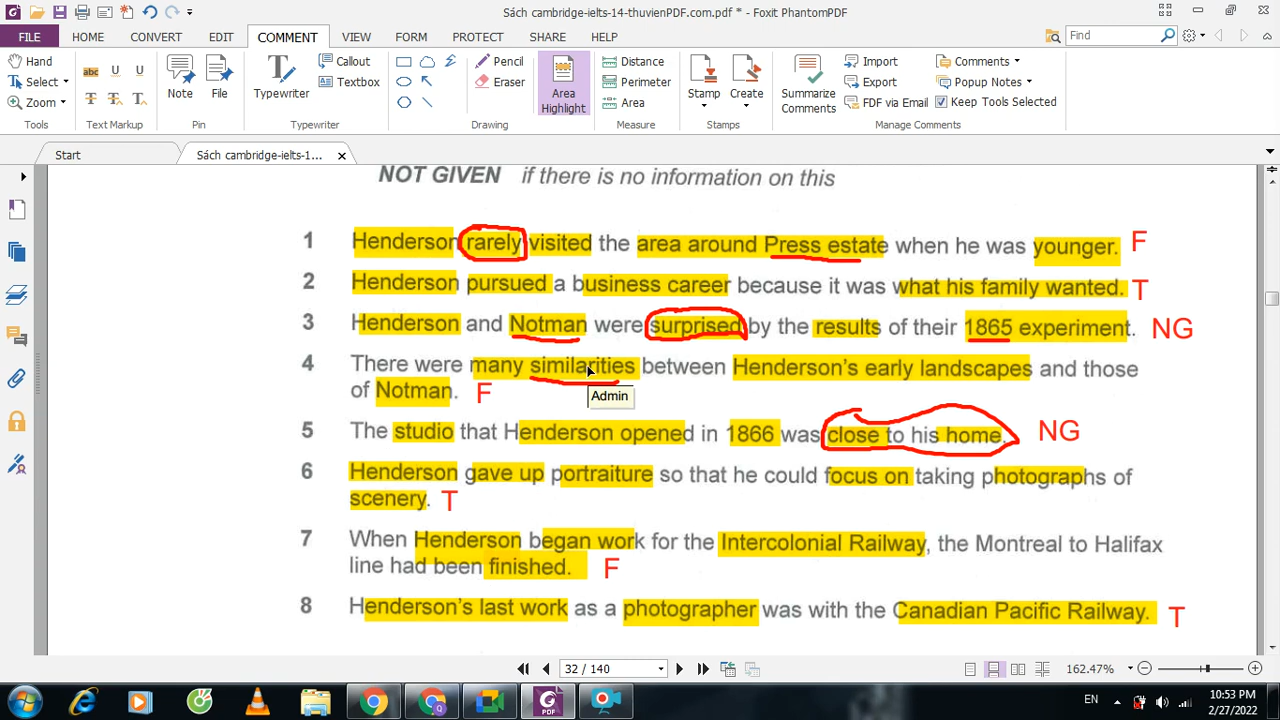 Sách cambridge-ielts-14-thuvienPDF.com.pdf * - Foxit PhantomPDF
FILE HOME CONVERT EDIT COMMENT VIEW FORM PROTECT SHARE HELP Find
Hand
Select
Zoom
Tools
abc U U
T T T
Text Markup
Note File
Pin
Typewriter
Callout
Textbox
Typewriter
Pencil
Eraser
Drawing
Area Highlight
Distance
Perimeter
Area
Measure
Stamp Create
Stamps
Summarize Comments
Import
Export
FDF via Email
Comments
Popup Notes
Keep Tools Selected
Manage Comments
Start Sách cambridge-ielts-1...
NOT GIVEN if there is no information on this
1 Henderson rarely visited the area around Press estate when he was younger. F
2 Henderson pursued a business career because it was what his family wanted. T
3 Henderson and Notman were surprised by the results of their 1865 experiment. NG
4 There were many similarities between Henderson's early landscapes and those
of Notman. F
Admin
5 The studio that Henderson opened in 1866 was close to his home. NG
6 Henderson gave up portraiture so that he could focus on taking photographs of
scenery. T
7 When Henderson began work for the Intercolonial Railway, the Montreal to Halifax
line had been finished. F
8 Henderson's last work as a photographer was with the Canadian Pacific Railway. T
32 / 140 162.47%
EN 10:53 PM
2/27/2022